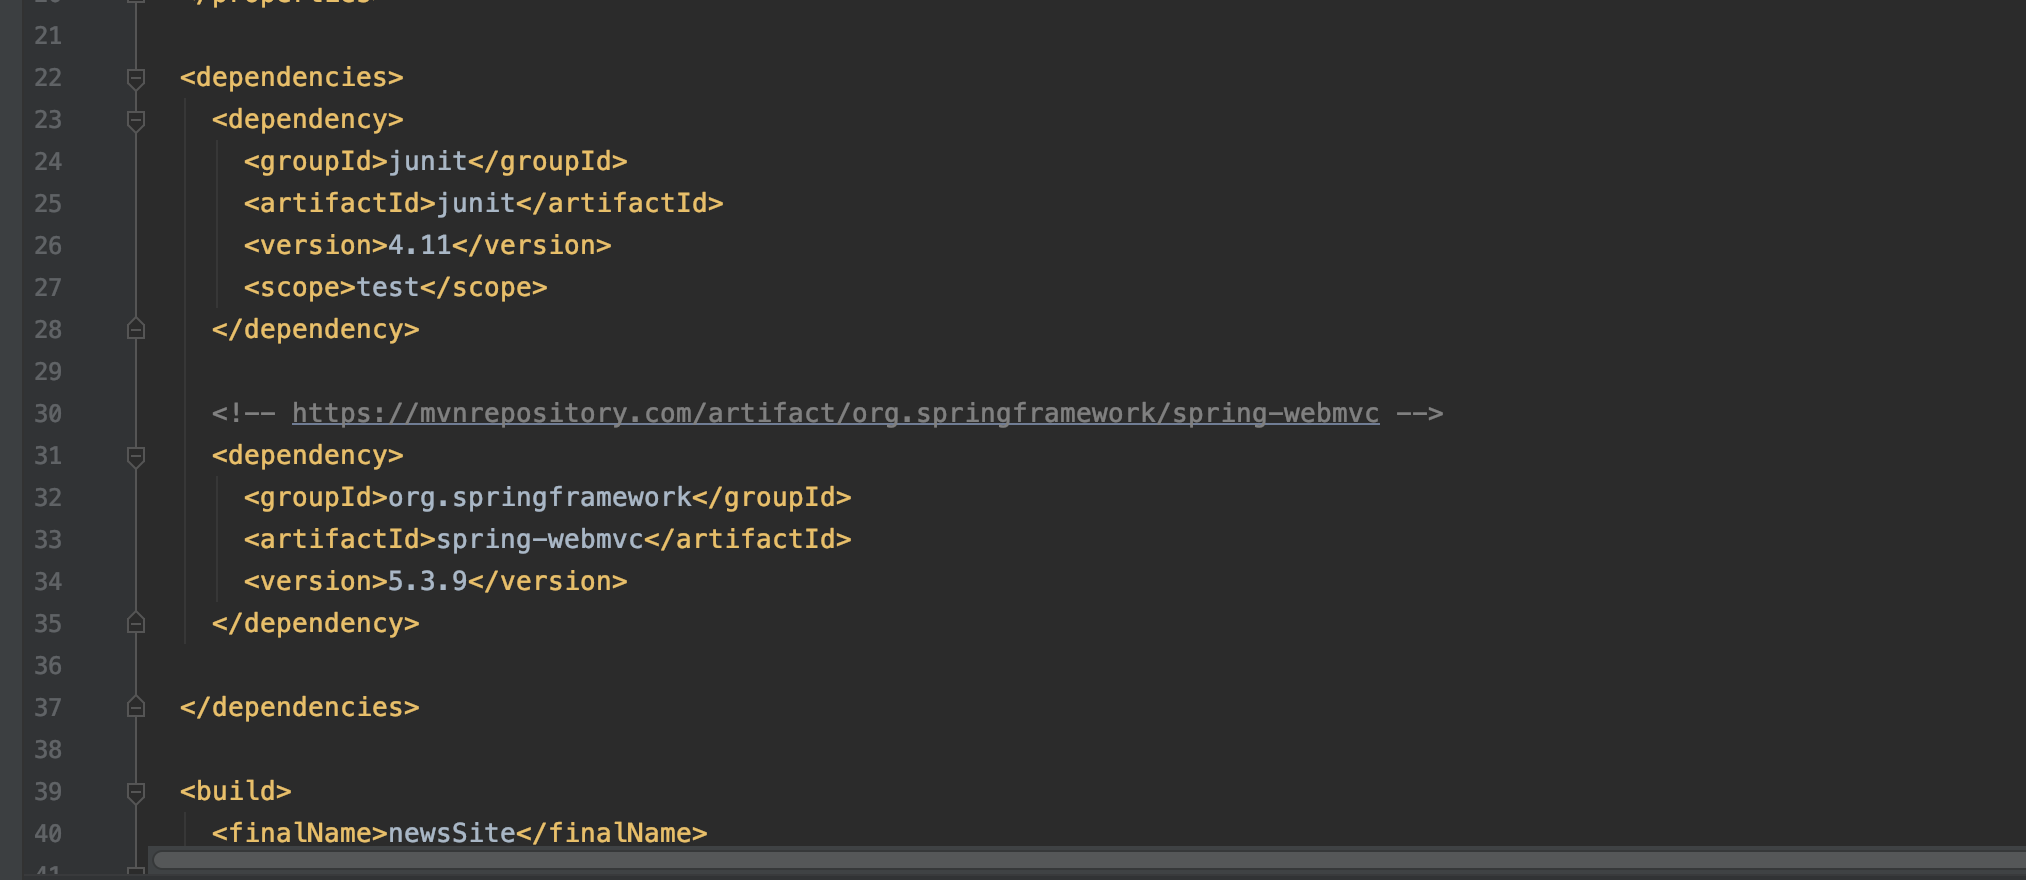 </properties>
21
22 <dependencies>
23 <dependency>
24 <groupId>junit</groupId>
25 <artifactId>junit</artifactId>
26 <version>4.11</version>
27 <scope>test</scope>
28 </dependency>
29
30 <!-- https://mvnrepository.com/artifact/org.springframework/spring-webmvc -->
31 <dependency>
32 <groupId>org.springframework</groupId>
33 <artifactId>spring-webmvc</artifactId>
34 <version>5.3.9</version>
35 </dependency>
36
37 </dependencies>
38
39 <build>
40 <finalName>newsSite</finalName>
41